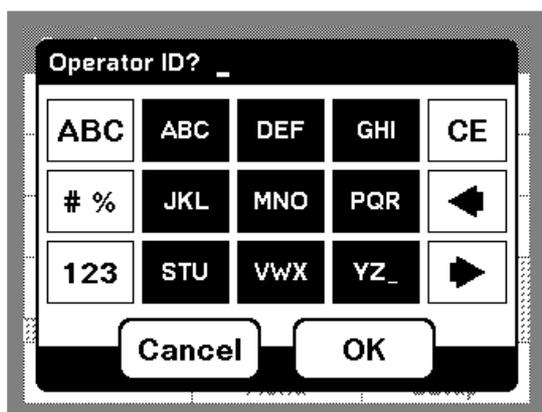 Operator ID? _
ABC ABC DEF GHI CE
# % JKL MNO PQR
123 STU VWX YZ_
Cancel OK